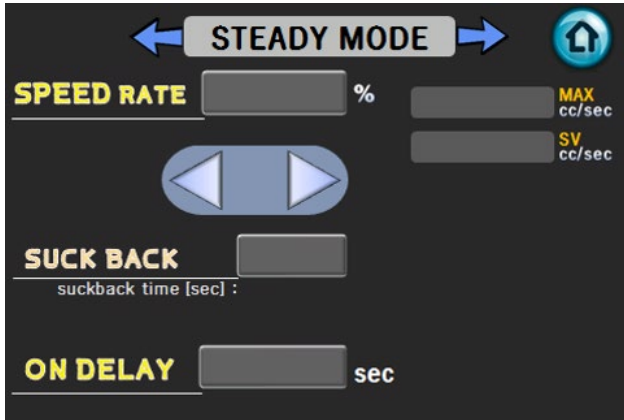 STEADY MODE
SPEED RATE %
MAX
cc/sec
SV
cc/sec
SUCK BACK
suckback time [sec] :
ON DELAY sec